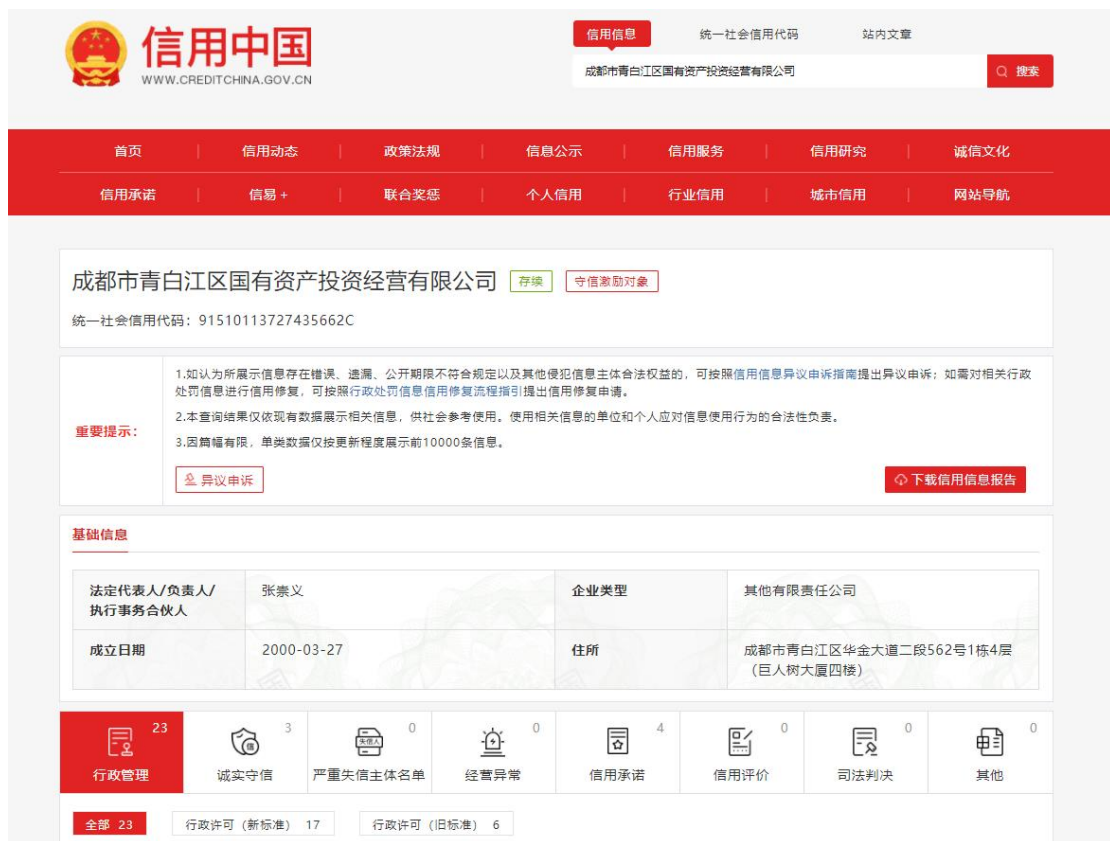 信用中国
WWW.CREDITCHINA.GOV.CN
信用信息 统一社会信用代码 站内文章
成都市青白江区国有资产投资经营有限公司 搜索
首页 信用动态 政策法规 信息公示 信用服务 信用研究 诚信文化
信用承诺 信易+ 联合奖惩 个人信用 行业信用 城市信用 网站导航
成都市青白江区国有资产投资经营有限公司 存续 守信激励对象
统一社会信用代码：91510113727435662C
重要提示：
1.如认为所展示信息存在错误、遗漏、公开期限不符合规定以及其他侵犯信息主体合法权益的，可按照信用信息异议申诉指南提出异议申诉；如需对相关行政
处罚信息进行信用修复，可按照行政处罚信息信用修复流程指引提出信用修复申请。
2.本查询结果仅依现有数据展示相关信息，供社会参考使用。使用相关信息的单位和个人应对信息使用行为的合法性负责。
3.因篇幅有限，单类数据仅按更新程度展示前10000条信息。
异议申诉 下载信用信息报告
基础信息
法定代表人/负责人/
执行事务合伙人
张崇义
企业类型
其他有限责任公司
成立日期
2000-03-27
住所
成都市青白江区华金大道二段562号1栋4层
（巨人树大厦四楼）
23 3 0 0 4 0 0 0
信 失信人
行政管理 诚实守信 严重失信主体名单 经营异常 信用承诺 信用评价 司法判决 其他
全部 23 行政许可（新标准） 17 行政许可（旧标准） 6